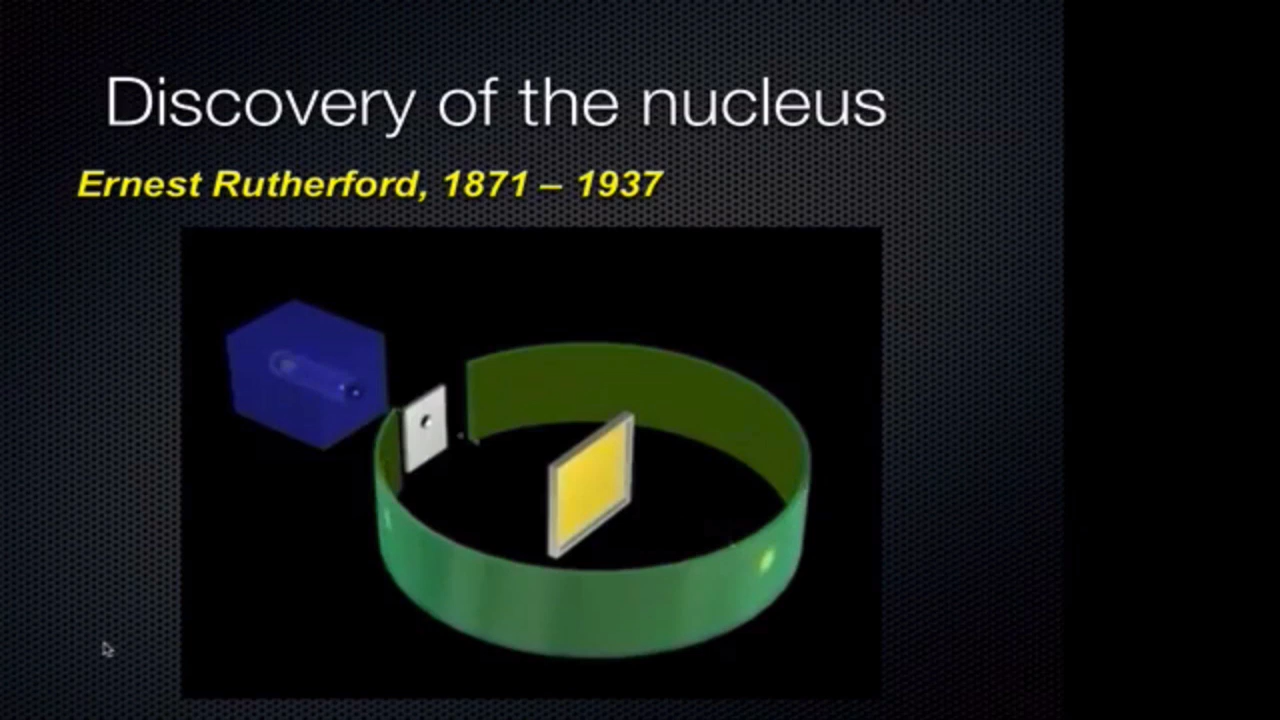 Discovery of the nucleus
Ernest Rutherford, 1871 – 1937